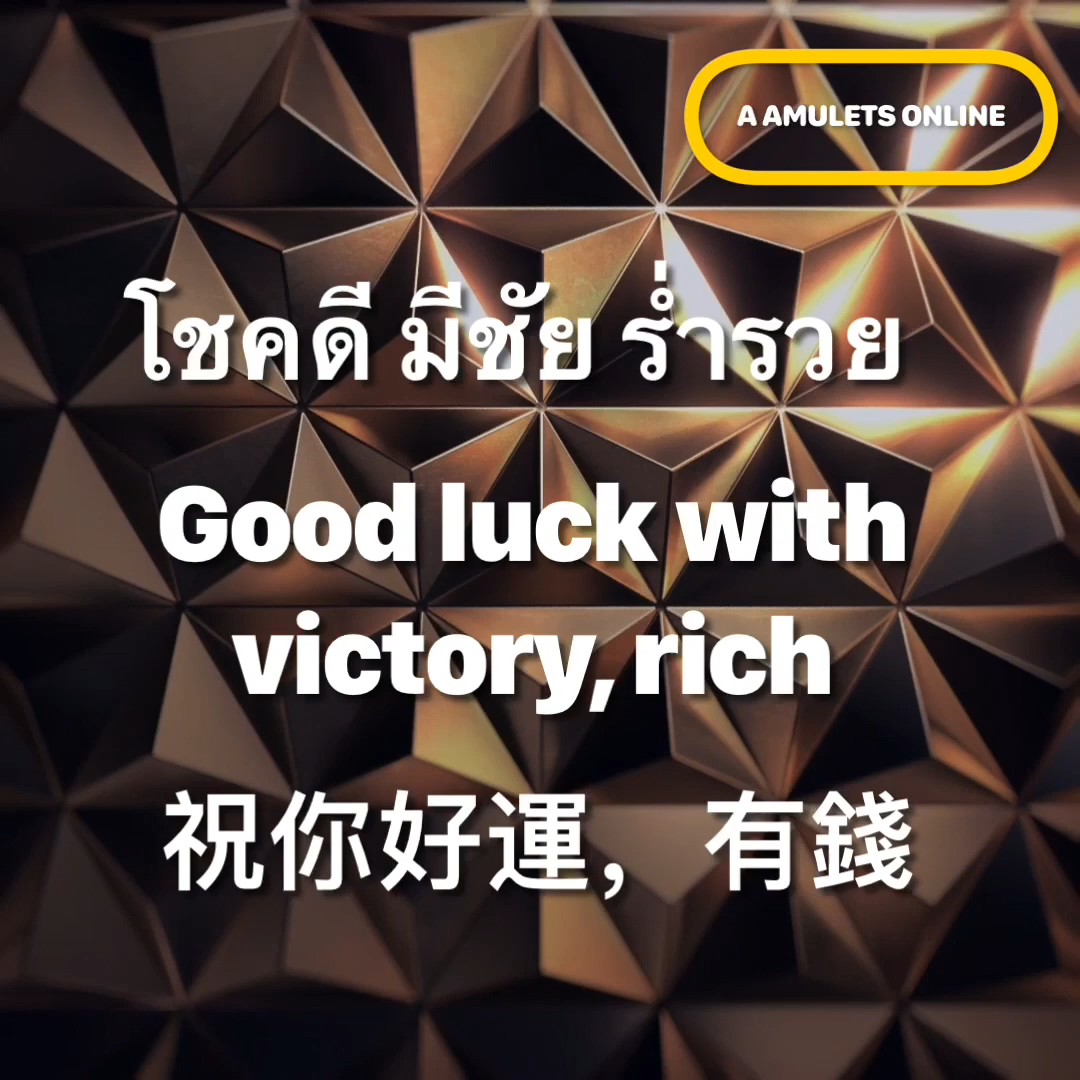 A AMULETS ONLINE
โชคดี มีชัย ร่ำรวย
Good luck with
victory, rich
祝你好運，有錢